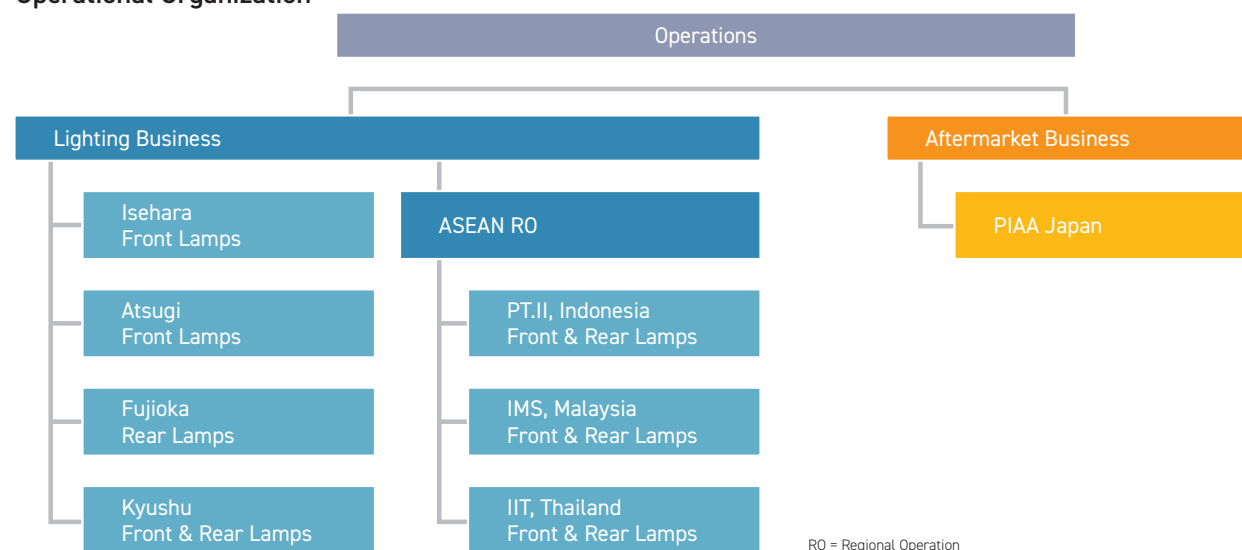 Operational Organization
Operations
Lighting Business
Aftermarket Business
Isehara
Front Lamps
ASEAN RO
PIAA Japan
Atsugi
Front Lamps
PT.II, Indonesia
Front & Rear Lamps
Fujioka
Rear Lamps
IMS, Malaysia
Front & Rear Lamps
Kyushu
Front & Rear Lamps
IIT, Thailand
Front & Rear Lamps
RO = Regional Operation